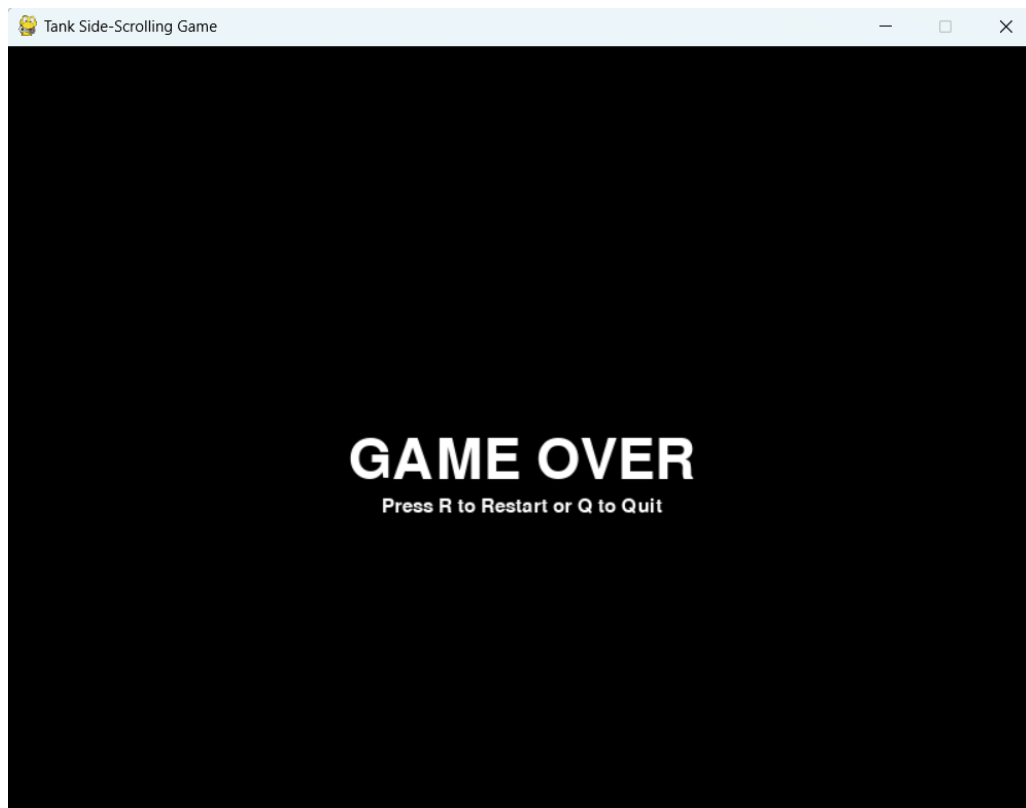 Tank Side-Scrolling Game
GAME OVER
Press R to Restart or Q to Quit